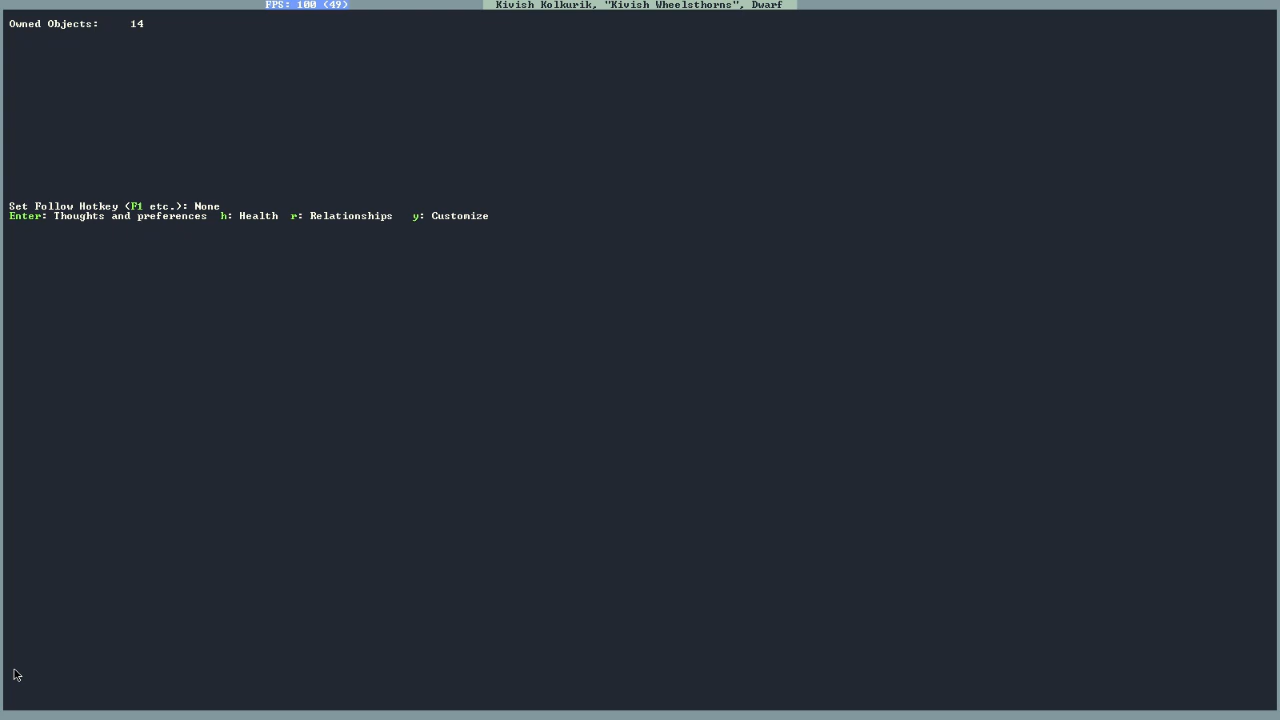 FPS: 100 (49)
Kivish Kolkurik, "Kivish Wheelsthorns", Dwarf
Owned Objects: 14
Set Follow Hotkey (F1 etc.): None
Enter: Thoughts and preferences h: Health r: Relationships y: Customize